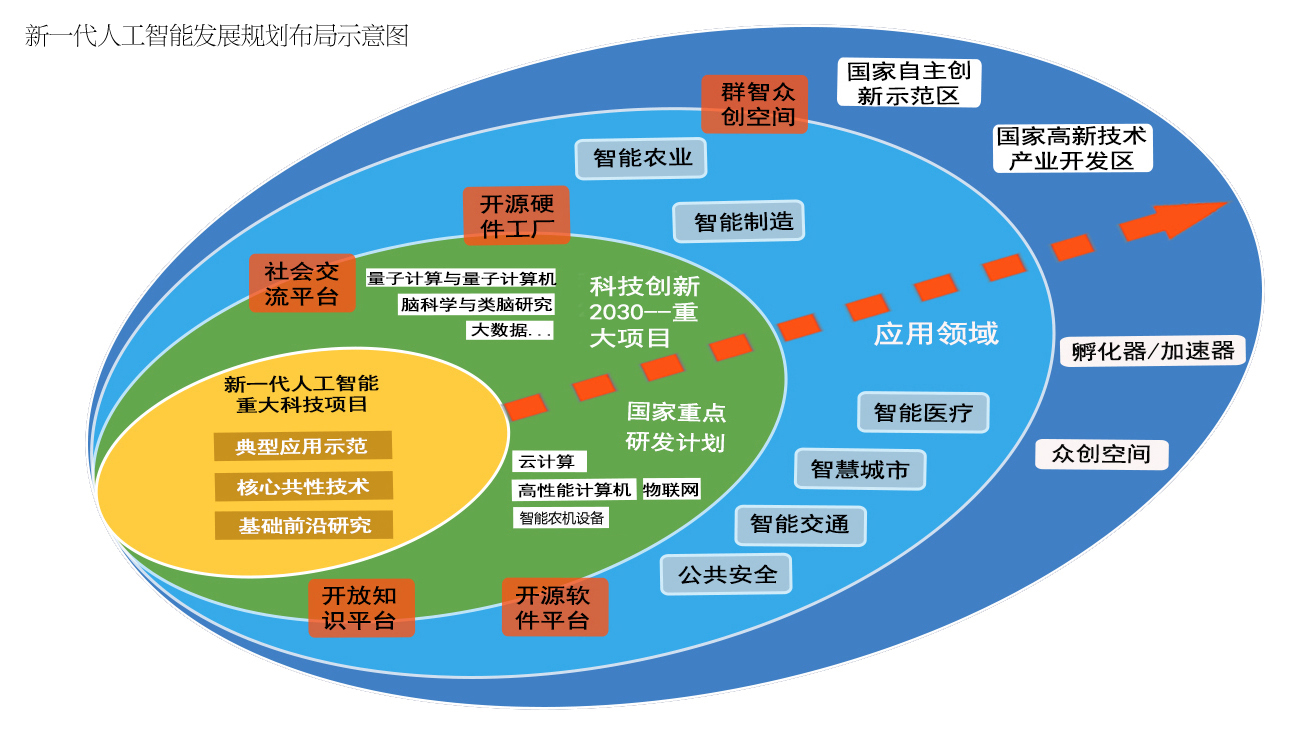 新一代人工智能发展规划布局示意图
国家自主创
新示范区
群智众
创空间
国家高新技术
产业开发区
智能农业
开源硬
件工厂
智能制造
社会交
流平台
量子计算与量子计算机
脑科学与类脑研究
大数据...
科技创新
2030——重
大项目
应用领域
孵化器/加速器
新一代人工智能
重大科技项目
典型应用示范
核心共性技术
基础前沿研究
国家重点
研发计划
云计算
高性能计算机
物联网
智能农机设备
智能医疗
众创空间
智慧城市
智能交通
公共安全
开放知
识平台
开源软
件平台